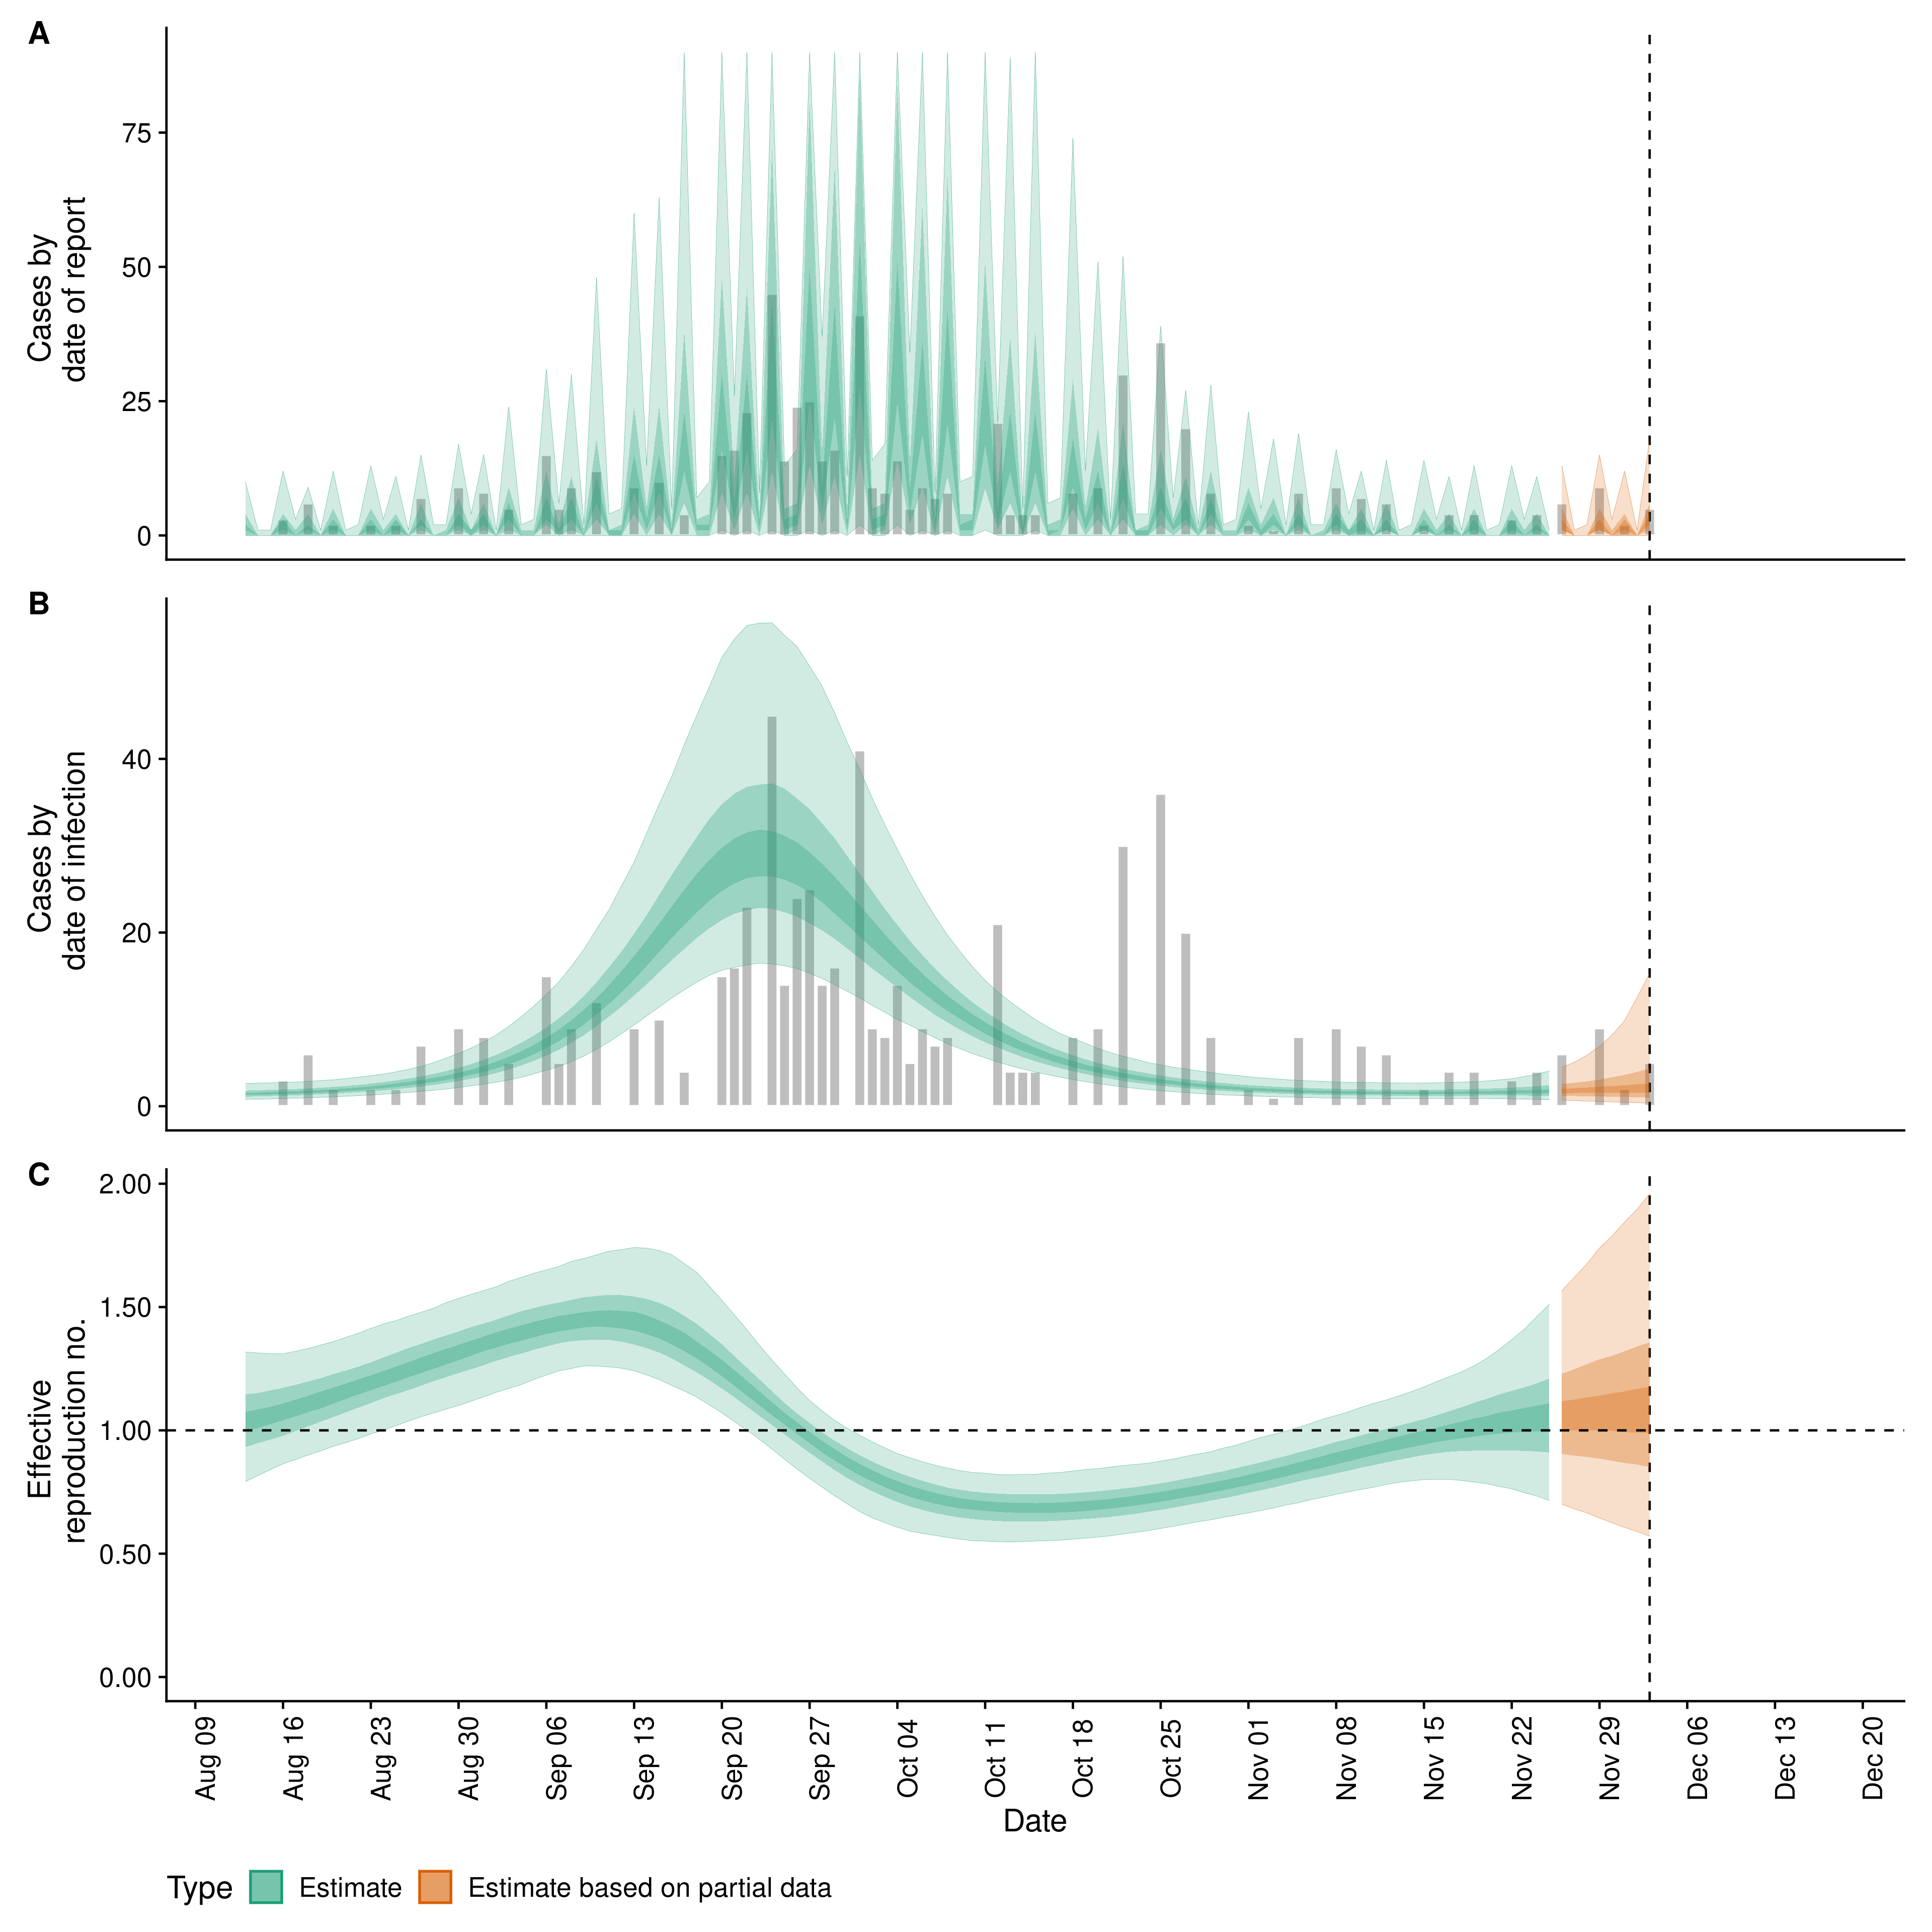 A
Cases by
date of report
75
50
25
0
B
Cases by
date of infection
40
20
0
C
Effective
reproduction no.
2.00
1.50
1.00
0.50
0.00
Aug 09
Aug 16
Aug 23
Aug 30
Sep 06
Sep 13
Sep 20
Sep 27
Oct 04
Oct 11
Oct 18
Oct 25
Nov 01
Nov 08
Nov 15
Nov 22
Nov 29
Dec 06
Dec 13
Dec 20
Date
Type Estimate Estimate based on partial data